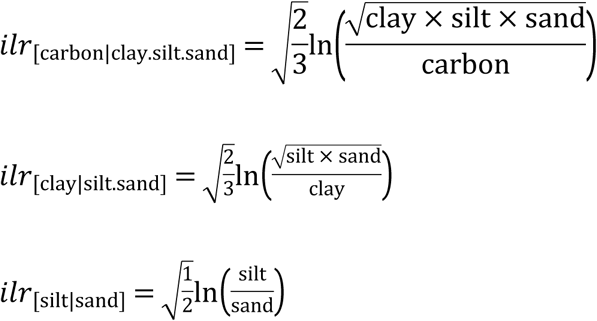 ilr[carbon|clay.silt.sand] = √(2/3) ln(√(clay × silt × sand) / carbon)
ilr[clay|silt.sand] = √(2/3) ln(√(silt × sand) / clay)
ilr[silt|sand] = √(1/2) ln(silt / sand)